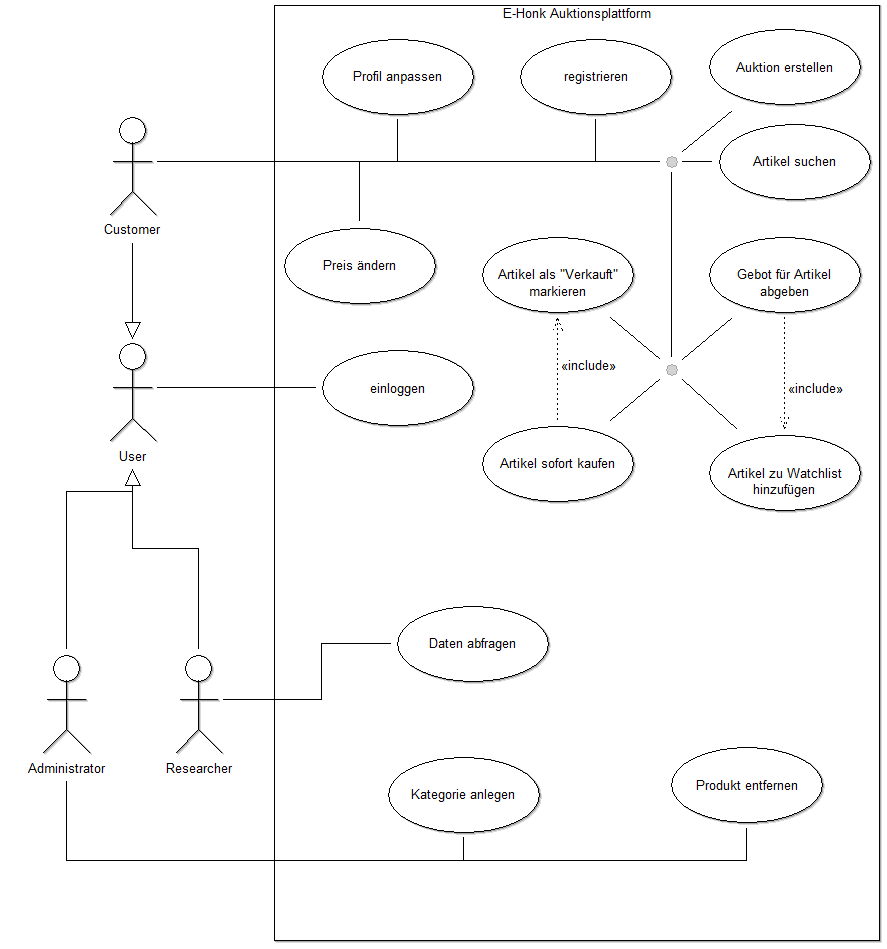 E-Honk Auktionsplattform
Profil anpassen
registrieren
Auktion erstellen
Artikel suchen
Customer
Preis ändern
Artikel als "Verkauft"
markieren
Gebot für Artikel
abgeben
«include»
«include»
einloggen
User
Artikel sofort kaufen
Artikel zu Watchlist
hinzufügen
Daten abfragen
Administrator
Researcher
Kategorie anlegen
Produkt entfernen